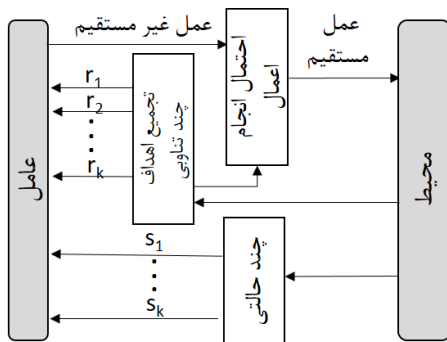 عمل غیر مستقیم
عمل
مستقیم
احتمال انجام
اعمال
تجمیع اهداف
چند تناوبی
r1
r2
rk
عامل
محیط
چند حالتی
s1
sk